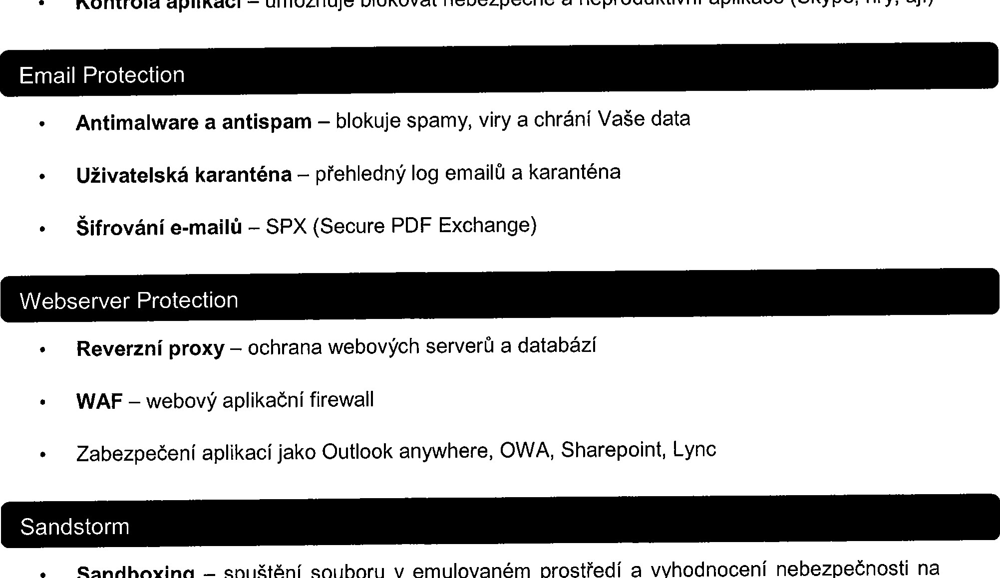 • Kontrola aplikací – umožňuje blokovat nebezpečné a neproduktivní aplikace (Skype, hry, aj.)
Email Protection
• Antimalware a antispam – blokuje spamy, viry a chrání Vaše data
• Uživatelská karanténa – přehledný log emailů a karanténa
• Šifrování e-mailů – SPX (Secure PDF Exchange)
Webserver Protection
• Reverzní proxy – ochrana webových serverů a databází
• WAF – webový aplikační firewall
• Zabezpečení aplikací jako Outlook anywhere, OWA, Sharepoint, Lync
Sandstorm
• Sandboxing – spuštění souboru v emulovaném prostředí a vyhodnocení nebezpečnosti na